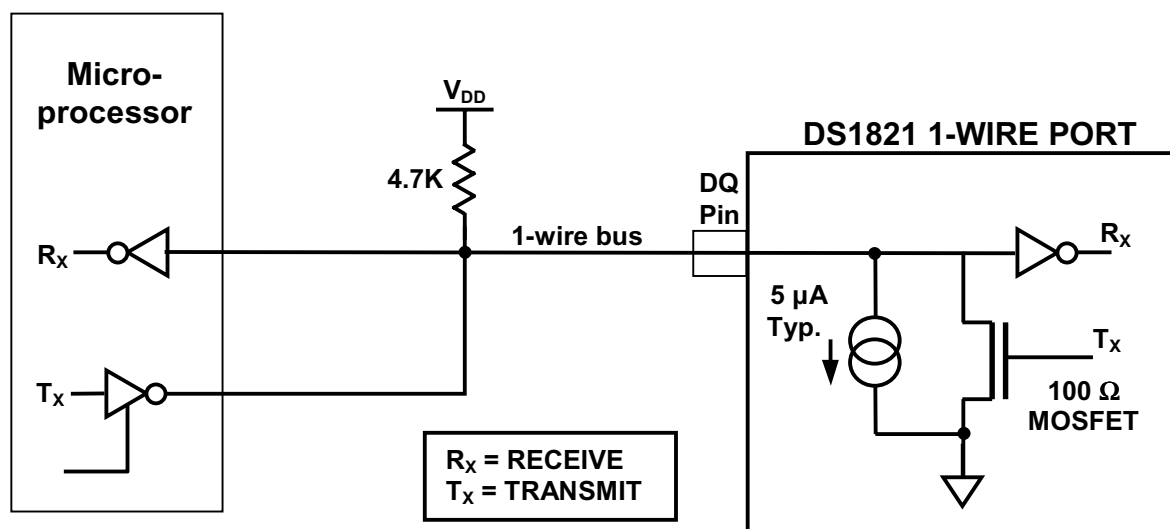 Micro-
processor
V_DD
DS1821 1-WIRE PORT
4.7K
DQ
Pin
1-wire bus
R_X
R_X
5 µA
Typ.
T_X
T_X
100 Ω
MOSFET
R_X = RECEIVE
T_X = TRANSMIT